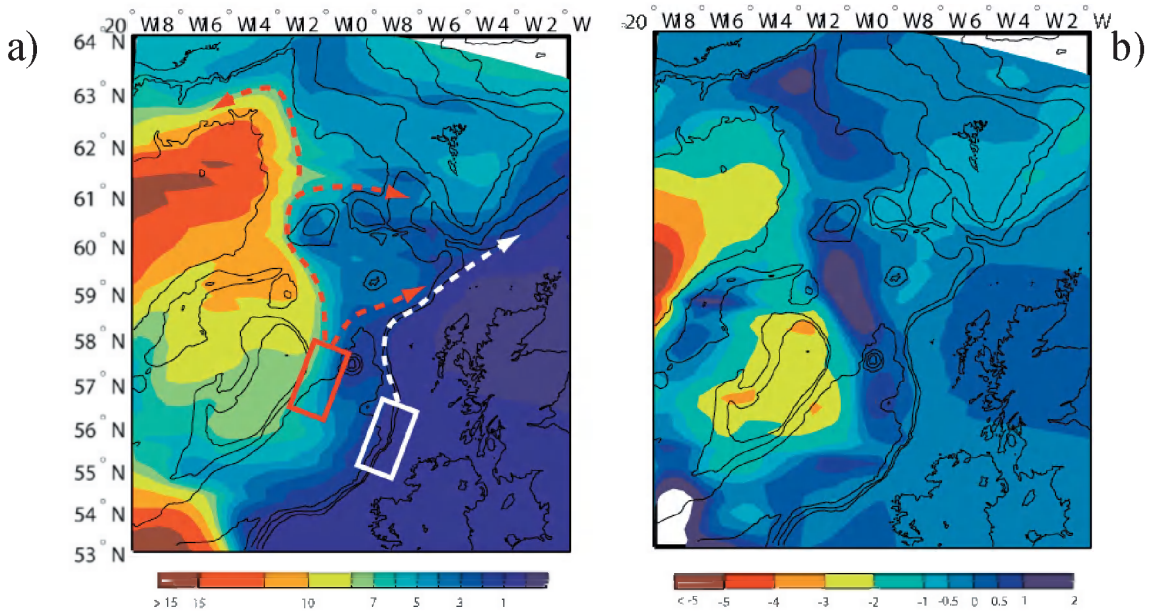 a)
b)
-20 W18 W16 W14 W12 W10 W8 W6 W4 W2 W
64° N
63° N
62° N
61° N
60° N
59° N
58° N
57° N
56° N
55° N
54° N
53° N
> 15 15 10 7 5 3 1
-20 W18 W16 W14 W12 W10 W8 W6 W4 W2 W
< -5 -5 -4 -3 -2 -1 -0.5 0 0.5 1 2